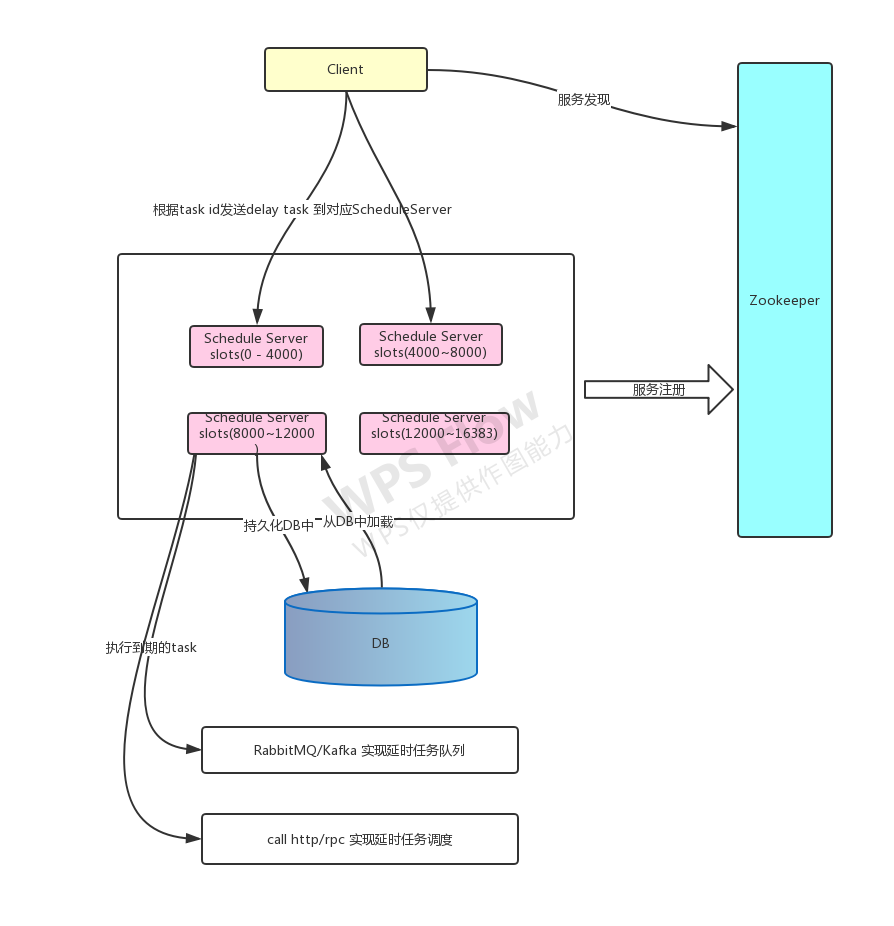 Client
服务发现
根据task id发送delay task 到对应ScheduleServer
Zookeeper
Schedule Server
slots(0 - 4000)
Schedule Server
slots(4000~8000)
服务注册
Schedule Server
slots(8000~12000
)
Schedule Server
slots(12000~16383)
WPS Flow
WPS仅提供作图能力
持久化DB中
从DB中加载
DB
执行到期的task
RabbitMQ/Kafka 实现延时任务队列
call http/rpc 实现延时任务调度